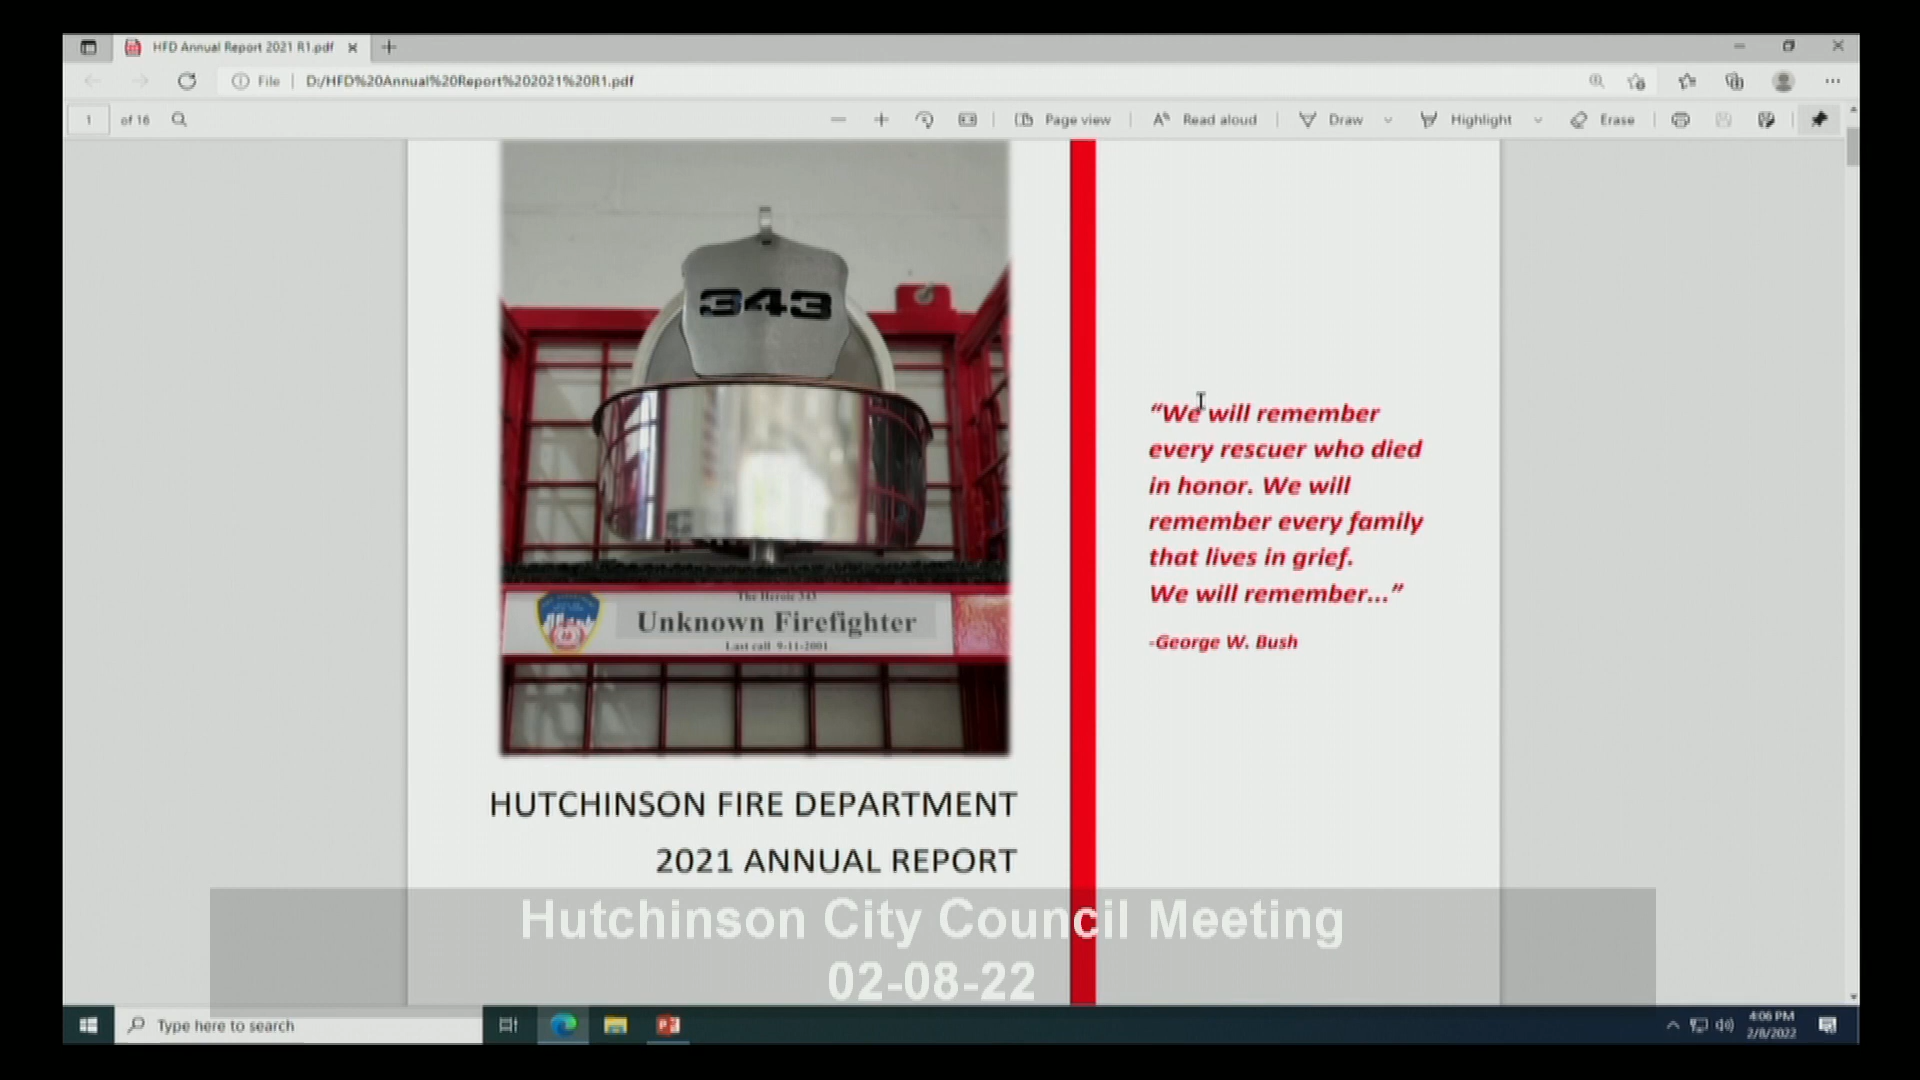 HFD Annual Report 2021 R1.pdf
File
D:/HFD%20Annual%20Report%202021%20R1.pdf
1
of 16
Page view
Read aloud
Draw
Highlight
Erase
343
The Heroic 343
Unknown Firefighter
Last call 9-11-2001
“We will remember
every rescuer who died
in honor. We will
remember every family
that lives in grief.
We will remember...”
-George W. Bush
HUTCHINSON FIRE DEPARTMENT
2021 ANNUAL REPORT
Hutchinson City Council Meeting
02-08-22
Type here to search
4:06 PM
2/8/2022